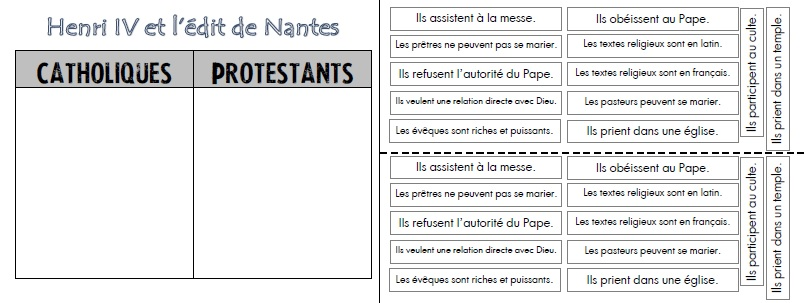 Henri IV et l'édit de Nantes
CATHOLIQUES
PROTESTANTS
Ils assistent à la messe.
Ils obéissent au Pape.
Les prêtres ne peuvent pas se marier.
Les textes religieux sont en latin.
Ils refusent l'autorité du Pape.
Les textes religieux sont en français.
Ils veulent une relation directe avec Dieu.
Les pasteurs peuvent se marier.
Les évêques sont riches et puissants.
Ils prient dans une église.
Ils participent au culte.
Ils prient dans un temple.
Ils assistent à la messe.
Ils obéissent au Pape.
Les prêtres ne peuvent pas se marier.
Les textes religieux sont en latin.
Ils refusent l'autorité du Pape.
Les textes religieux sont en français.
Ils veulent une relation directe avec Dieu.
Les pasteurs peuvent se marier.
Les évêques sont riches et puissants.
Ils prient dans une église.
Ils participent au culte.
Ils prient dans un temple.